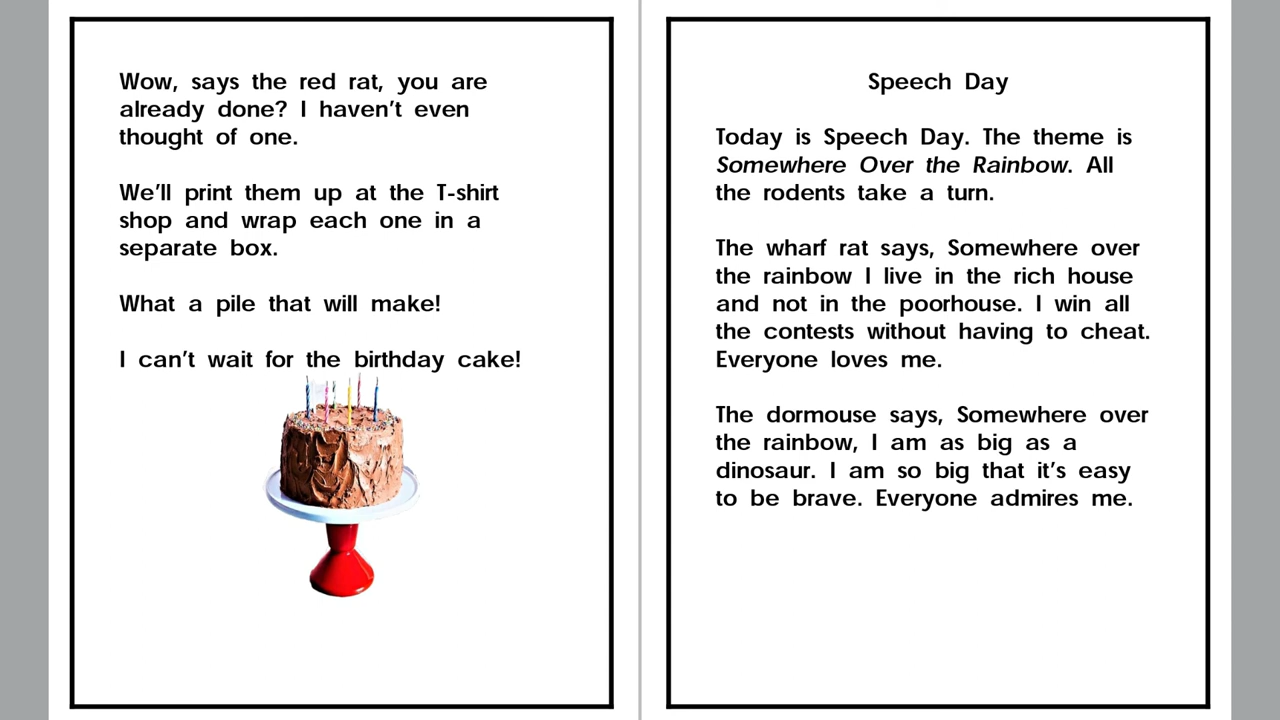 Wow, says the red rat, you are
already done? I haven't even
thought of one.
We'll print them up at the T-shirt
shop and wrap each one in a
separate box.
What a pile that will make!
I can't wait for the birthday cake!
Speech Day
Today is Speech Day. The theme is
Somewhere Over the Rainbow. All
the rodents take a turn.
The wharf rat says, Somewhere over
the rainbow I live in the rich house
and not in the poorhouse. I win all
the contests without having to cheat.
Everyone loves me.
The dormouse says, Somewhere over
the rainbow, I am as big as a
dinosaur. I am so big that it's easy
to be brave. Everyone admires me.